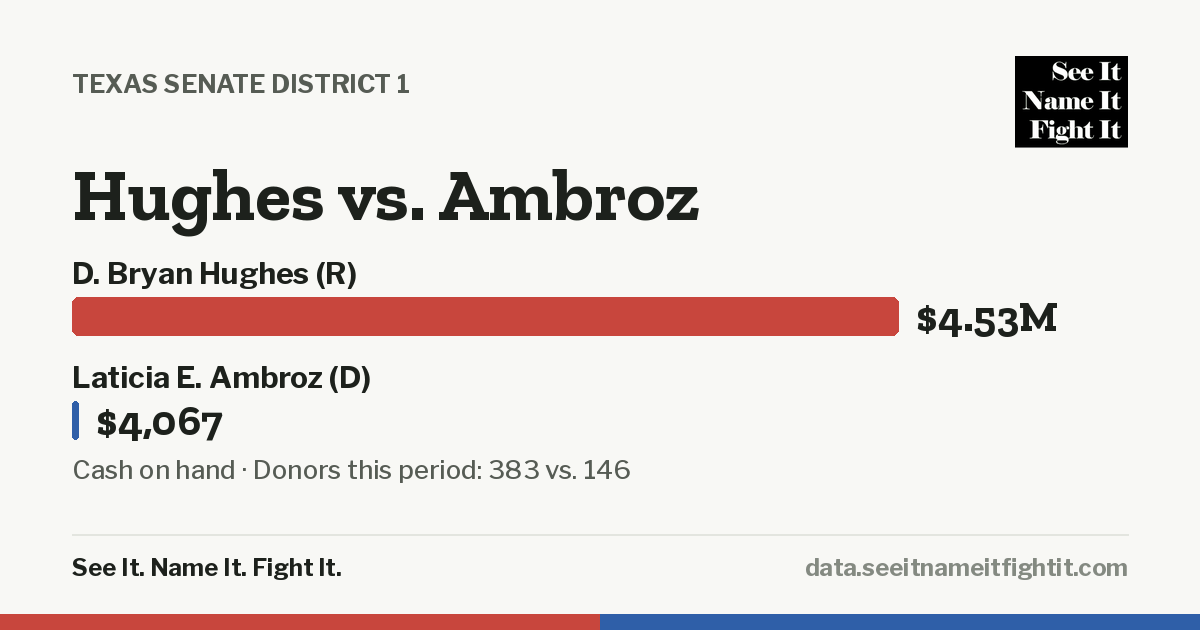 TEXAS SENATE DISTRICT 1
See It
Name It
Fight It
Hughes vs. Ambroz
D. Bryan Hughes (R)
$4.53M
Laticia E. Ambroz (D)
$4,067
Cash on hand · Donors this period: 383 vs. 146
See It. Name It. Fight It.
data.seeitnameitfightit.com